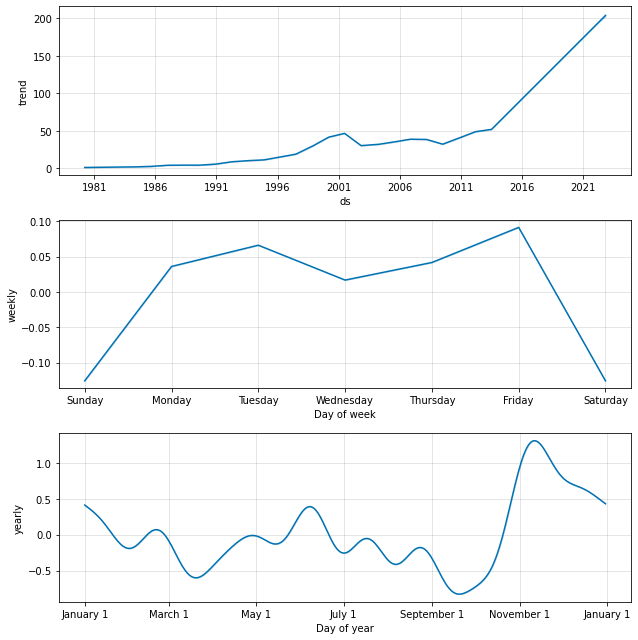 200
150
100
50
0
trend
1981 1986 1991 1996 2001 2006 2011 2016 2021
ds
0.10
0.05
0.00
−0.05
−0.10
weekly
Sunday Monday Tuesday Wednesday Thursday Friday Saturday
Day of week
1.0
0.5
0.0
−0.5
yearly
January 1 March 1 May 1 July 1 September 1 November 1 January 1
Day of year